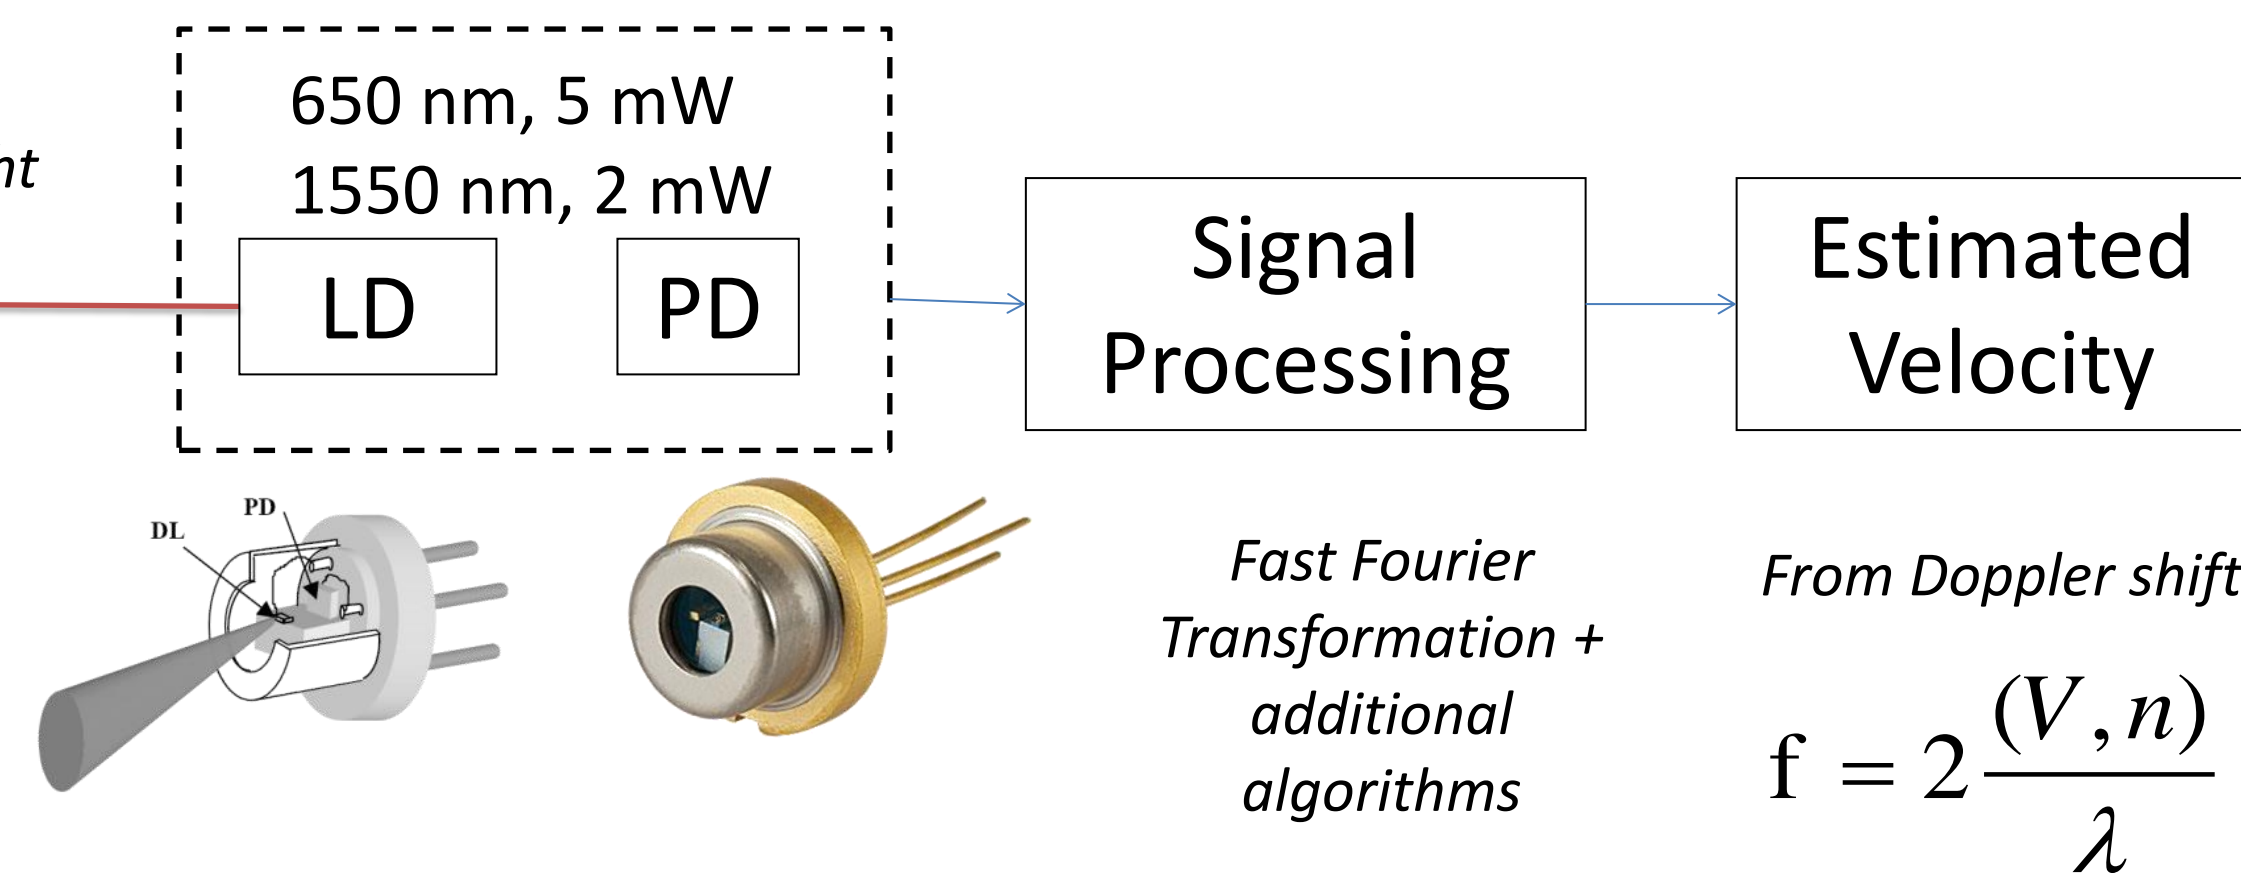 650 nm, 5 mW
1550 nm, 2 mW
LD
PD
Signal
Processing
Estimated
Velocity
PD
DL
Fast Fourier
Transformation +
additional
algorithms
From Doppler shift
f = 2 (V, n) / λ